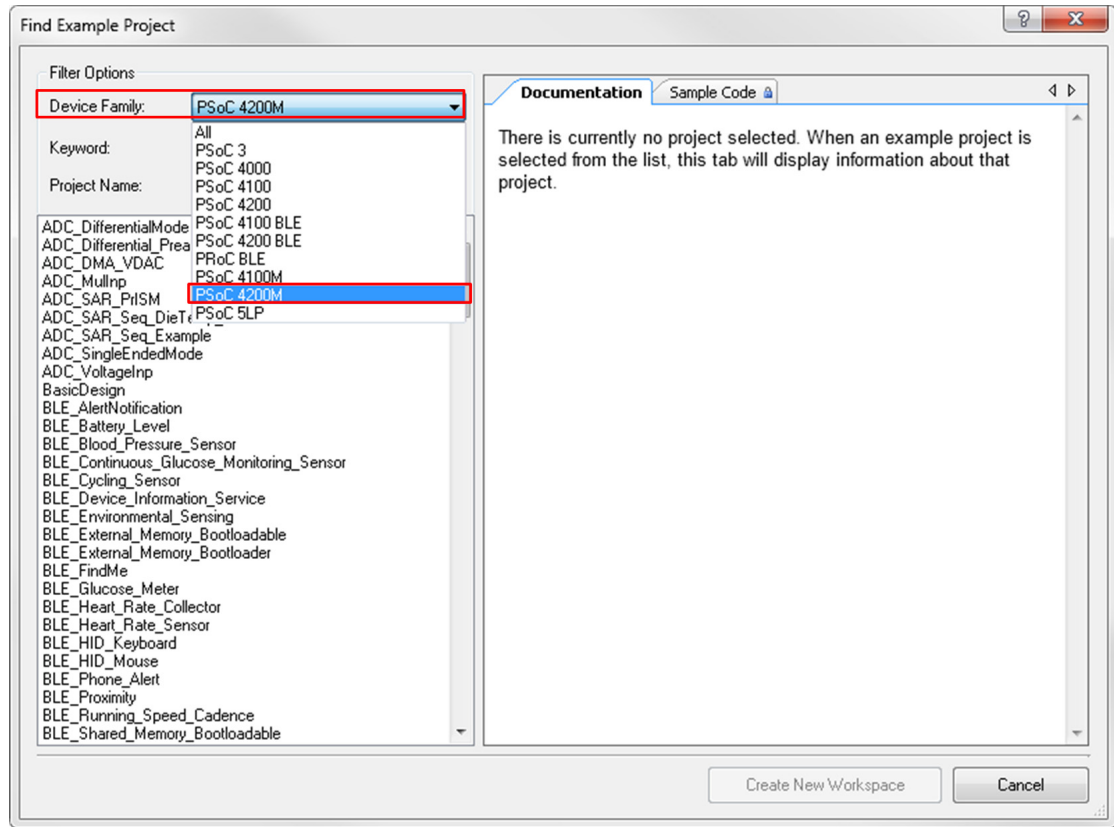 Find Example Project
Filter Options
Device Family:
PSoC 4200M
Keyword:
Project Name:
All
PSoC 3
PSoC 4000
PSoC 4100
PSoC 4200
PSoC 4100 BLE
PSoC 4200 BLE
PRoC BLE
PSoC 4100M
PSoC 4200M
PSoC 5LP
ADC_DifferentialMode
ADC_Differential_Prea
ADC_DMA_VDAC
ADC_MulInp
ADC_SAR_PrISM
ADC_SAR_Seq_DieTe
ADC_SAR_Seq_Example
ADC_SingleEndedMode
ADC_VoltageInp
BasicDesign
BLE_AlertNotification
BLE_Battery_Level
BLE_Blood_Pressure_Sensor
BLE_Continuous_Glucose_Monitoring_Sensor
BLE_Cycling_Sensor
BLE_Device_Information_Service
BLE_Environmental_Sensing
BLE_External_Memory_Bootloadable
BLE_External_Memory_Bootloader
BLE_FindMe
BLE_Glucose_Meter
BLE_Heart_Rate_Collector
BLE_Heart_Rate_Sensor
BLE_HID_Keyboard
BLE_HID_Mouse
BLE_Phone_Alert
BLE_Proximity
BLE_Running_Speed_Cadence
BLE_Shared_Memory_Bootloadable
Documentation
Sample Code
There is currently no project selected. When an example project is
selected from the list, this tab will display information about that
project.
Create New Workspace
Cancel